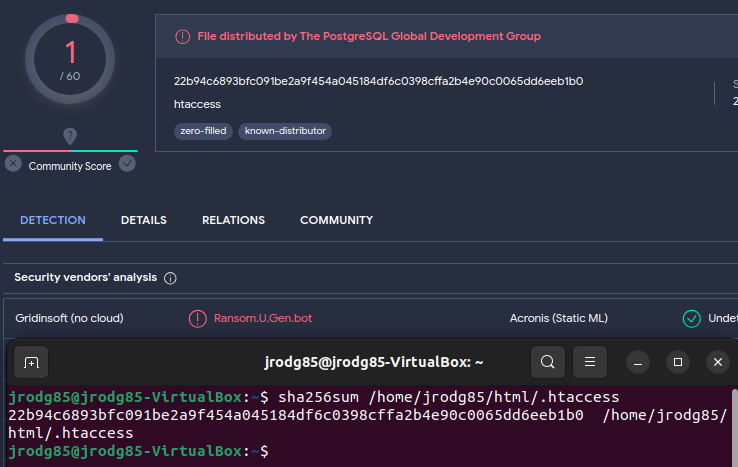 1
/ 60
File distributed by The PostgreSQL Global Development Group
22b94c6893bfc091be2a9f454a045184df6c0398cffa2b4e90c0065dd6eeb1b0
htaccess
zero-filled known-distributor
S
2
?
Community Score
DETECTION DETAILS RELATIONS COMMUNITY
Security vendors' analysis
Gridinsoft (no cloud) Ransom.U.Gen.bot Acronis (Static ML) Undet
jrodg85@jrodg85-VirtualBox: ~
jrodg85@jrodg85-VirtualBox:~$ sha256sum /home/jrodg85/html/.htaccess
22b94c6893bfc091be2a9f454a045184df6c0398cffa2b4e90c0065dd6eeb1b0  /home/jrodg85/
html/.htaccess
jrodg85@jrodg85-VirtualBox:~$